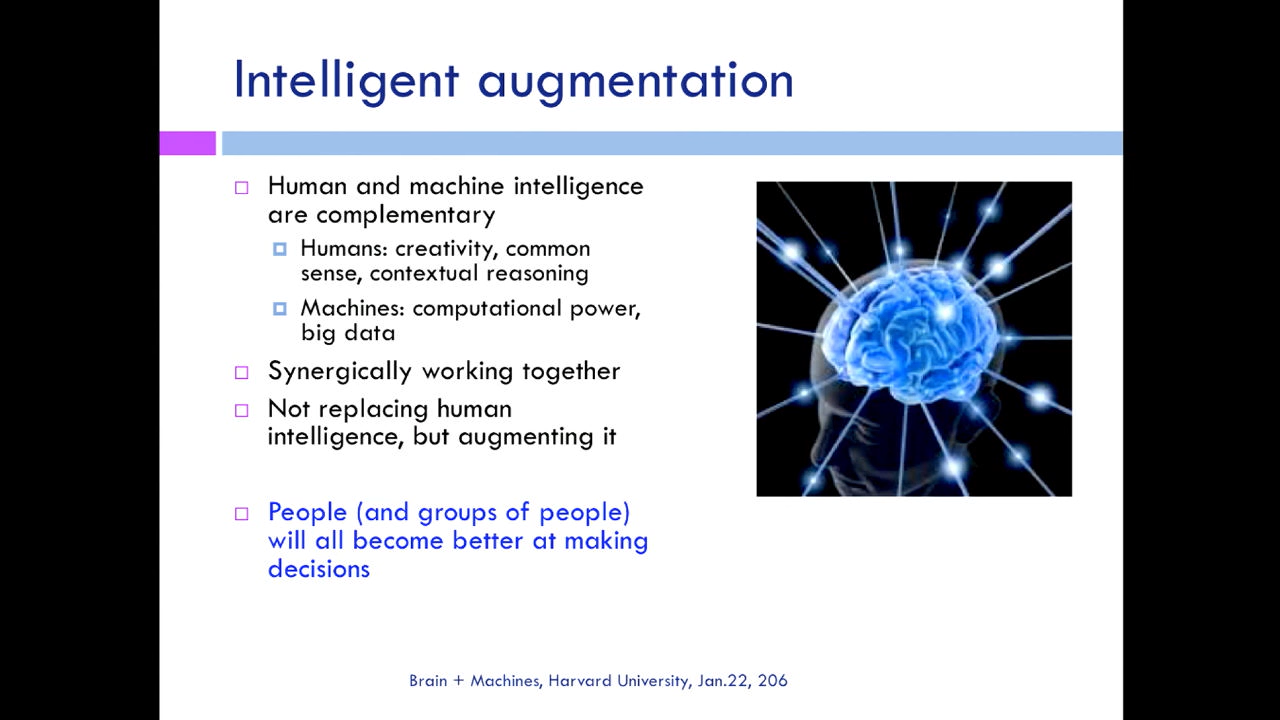 Intelligent augmentation
Human and machine intelligence
are complementary
Humans: creativity, common
sense, contextual reasoning
Machines: computational power,
big data
Synergically working together
Not replacing human
intelligence, but augmenting it
People (and groups of people)
will all become better at making
decisions
Brain + Machines, Harvard University, Jan.22, 206